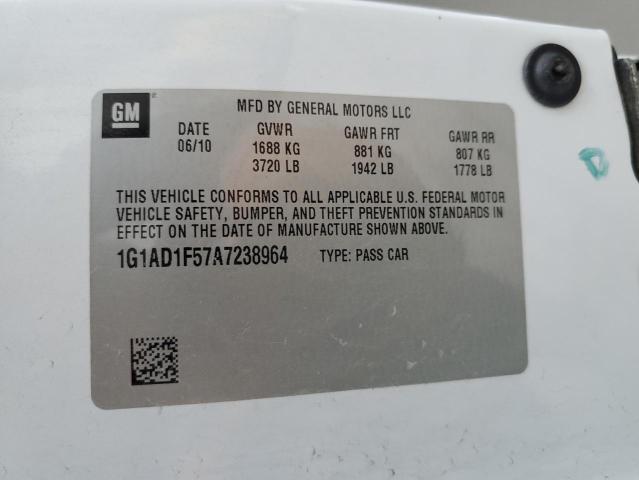 GM
MFD BY GENERAL MOTORS LLC
DATE GVWR GAWR FRT GAWR RR
06/10 1688 KG 881 KG 807 KG
3720 LB 1942 LB 1778 LB
THIS VEHICLE CONFORMS TO ALL APPLICABLE U.S. FEDERAL MOTOR
VEHICLE SAFETY, BUMPER, AND THEFT PREVENTION STANDARDS IN
EFFECT ON THE DATE OF MANUFACTURE SHOWN ABOVE.
1G1AD1F57A7238964 TYPE: PASS CAR